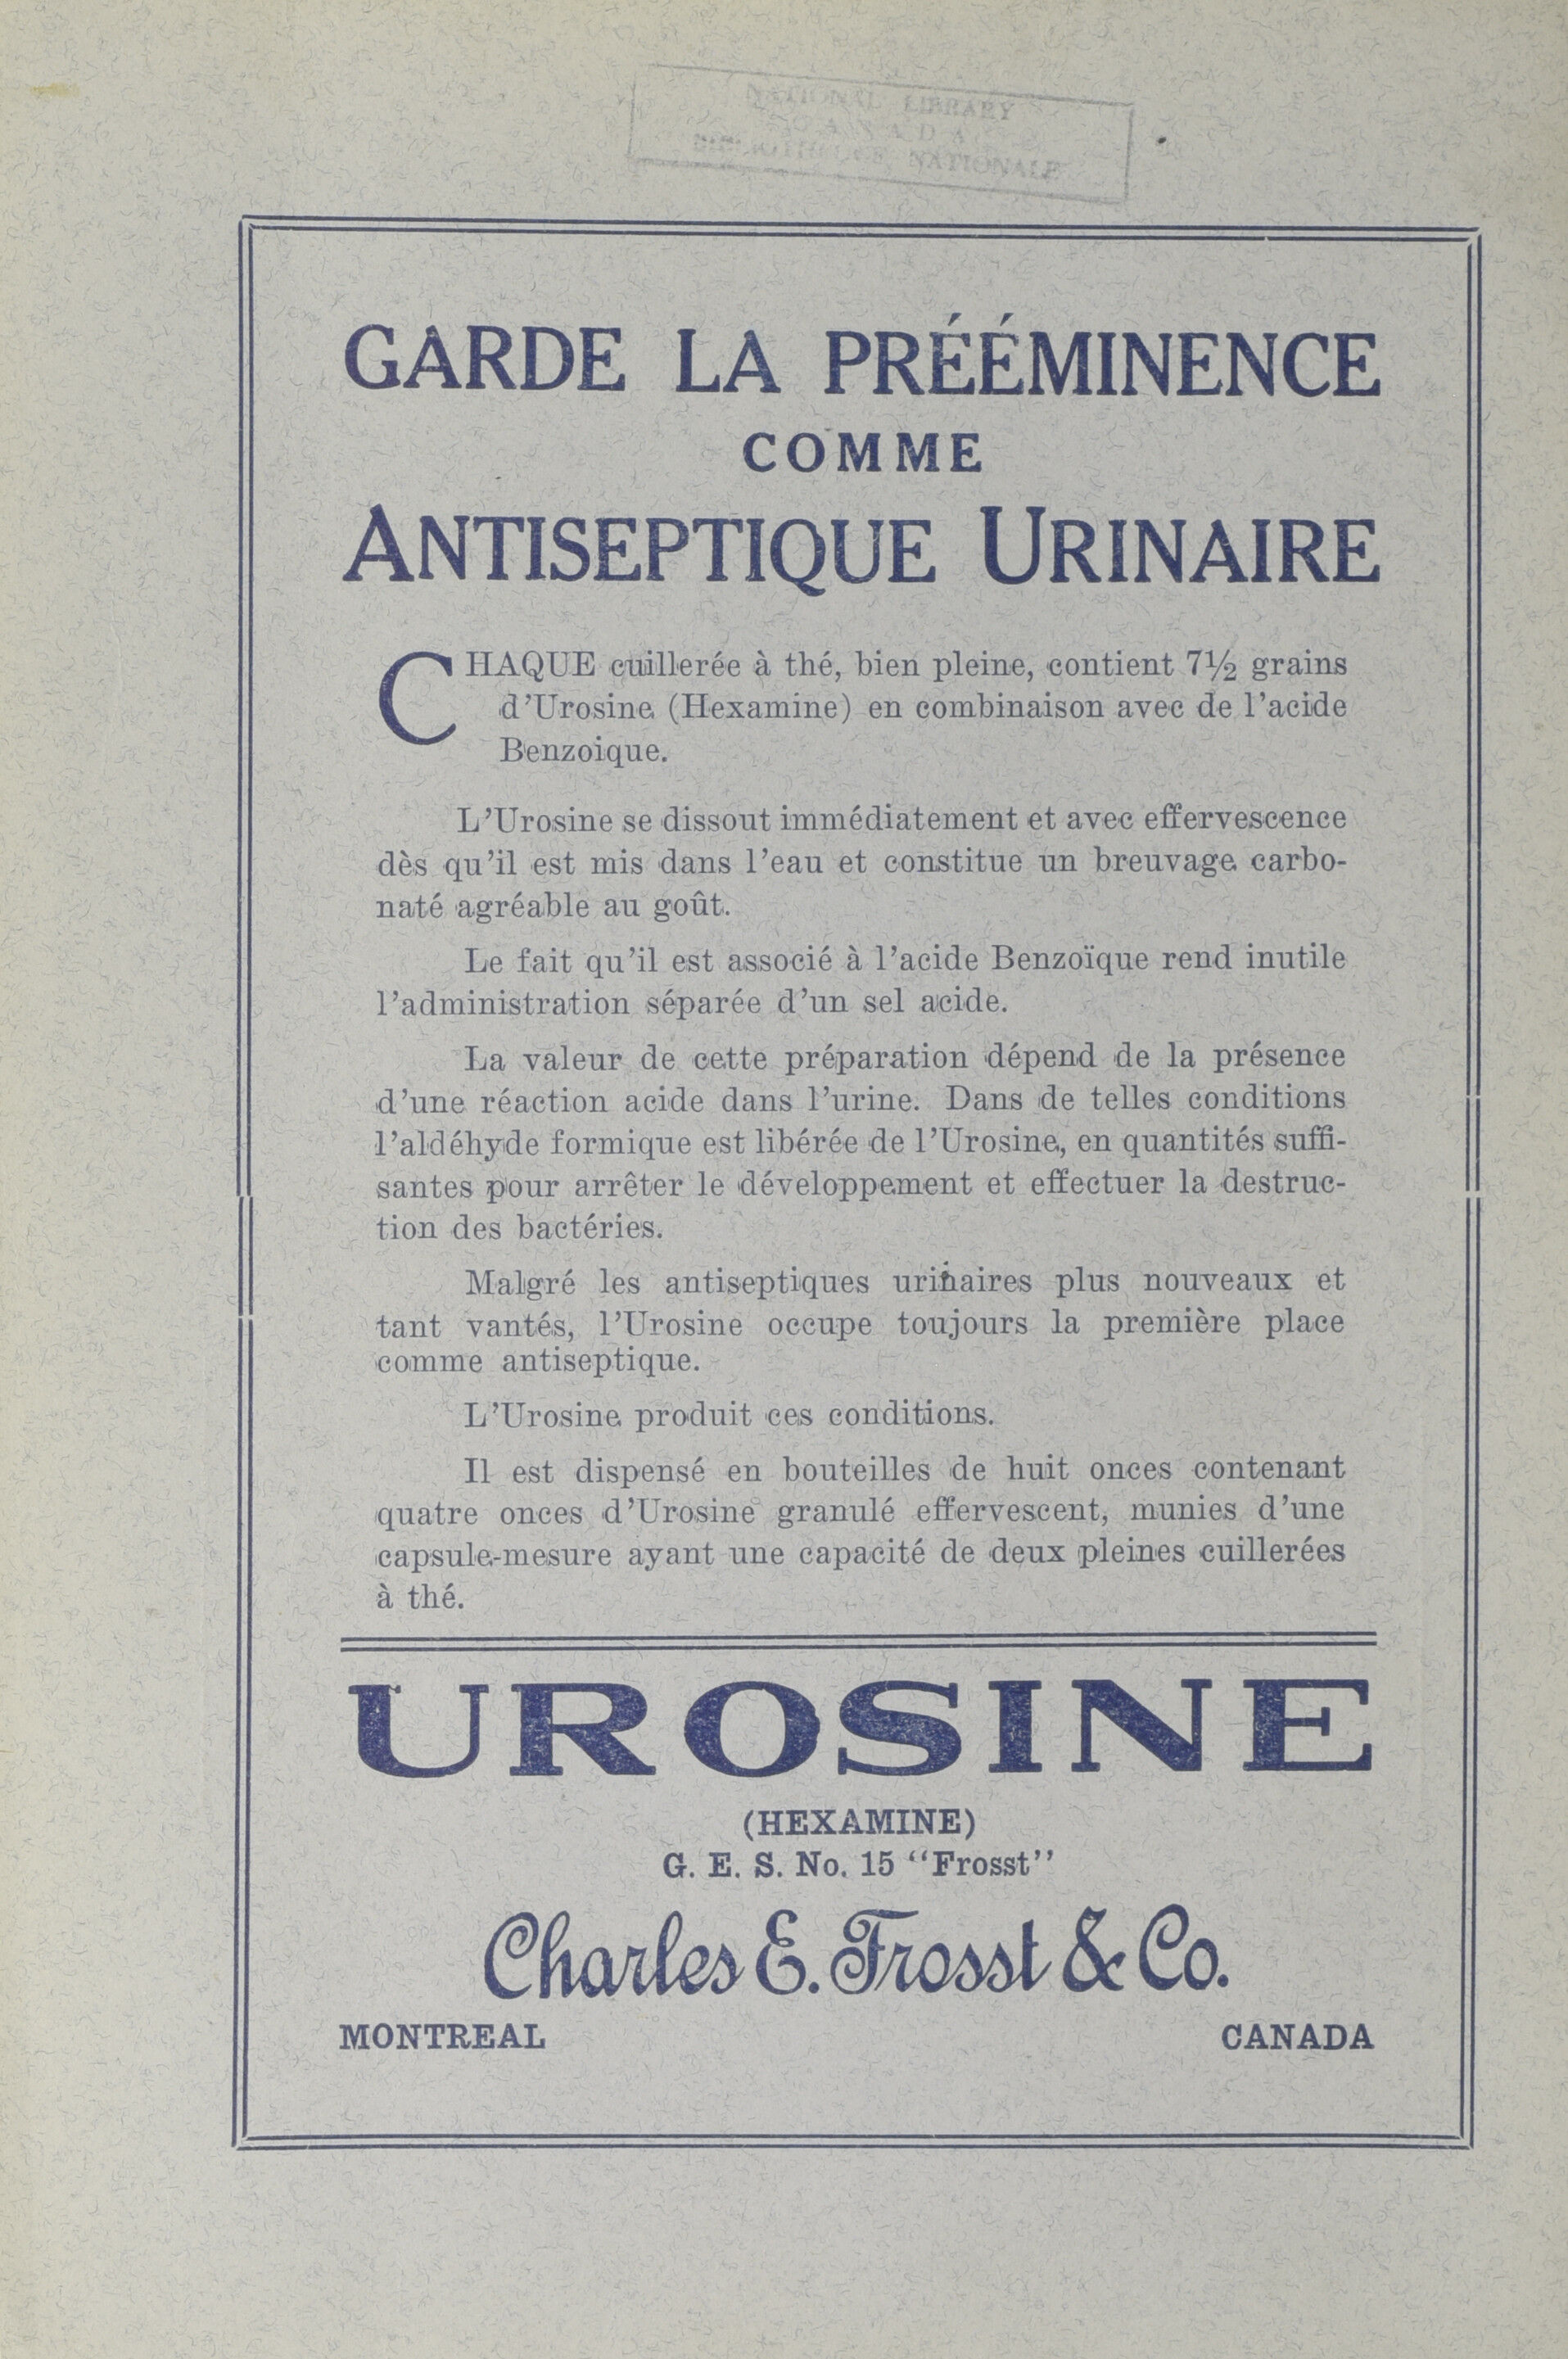 NATIONAL LIBRARY
CANADA
BIBLIOTHEQUE NATIONALE
GARDE LA PRÉÉMINENCE
COMME
ANTISEPTIQUE URINAIRE
CHAQUE cuillerée à thé, bien pleine, contient 7½ grains
d'Urosine (Hexamine) en combinaison avec de l'acide
Benzoique.
L'Urosine se dissout immédiatement et avec effervescence
dès qu'il est mis dans l'eau et constitue un breuvage carbo-
naté agréable au goût.
Le fait qu'il est associé à l'acide Benzoïque rend inutile
l'administration séparée d'un sel acide.
La valeur de cette préparation dépend de la présence
d'une réaction acide dans l'urine. Dans de telles conditions
l'aldéhyde formique est libérée de l'Urosine, en quantités suffi-
santes pour arrêter le développement et effectuer la destruc-
tion des bactéries.
Malgré les antiseptiques urinaires plus nouveaux et
tant vantés, l'Urosine occupe toujours la première place
comme antiseptique.
L'Urosine produit ces conditions.
Il est dispensé en bouteilles de huit onces contenant
quatre onces d'Urosine granulé effervescent, munies d'une
capsule-mesure ayant une capacité de deux pleines cuillerées
à thé.
UROSINE
(HEXAMINE)
G. E. S. No. 15 "Frosst"
Charles E. Frosst & Co.
MONTREAL CANADA